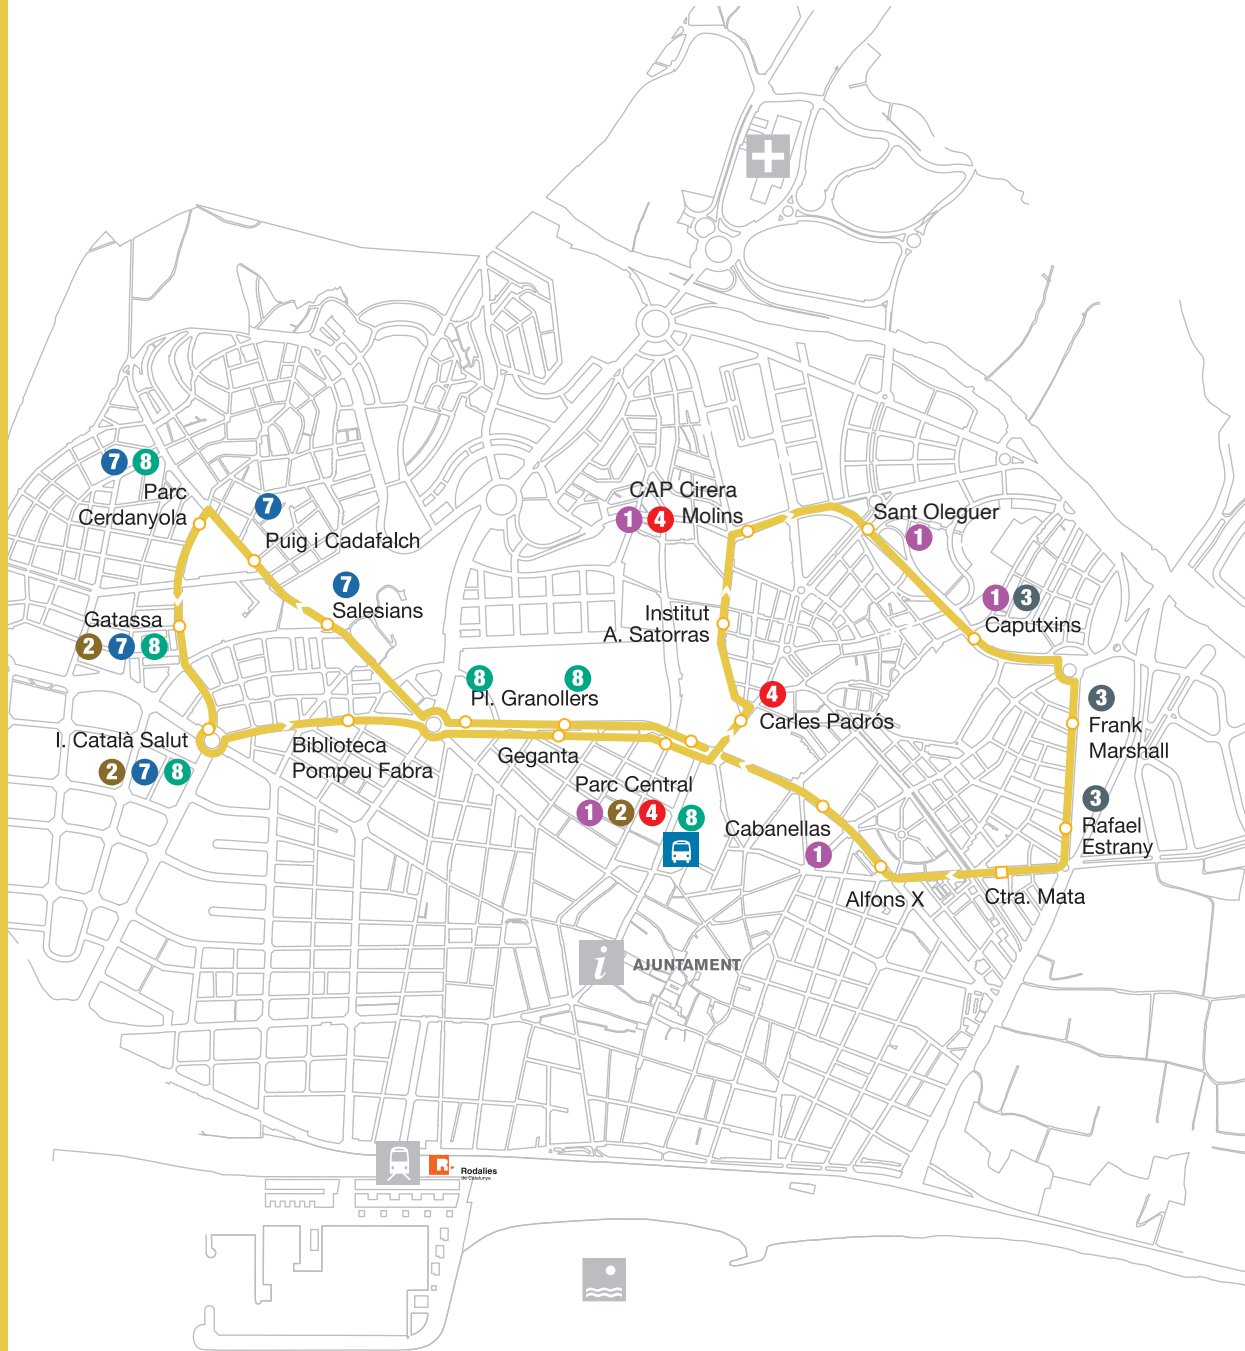 7 8
Parc
Cerdanyola
7
Puig i Cadafalch
7
Salesians
Gatassa
2 7 8
I. Català Salut
2 7 8
Biblioteca
Pompeu Fabra
8 8
Pl. Granollers
Geganta
Parc Central
1 2 4 8
CAP Cirera
1 4 Molins
Institut
A. Satorras
4
Carles Padrós
Sant Oleguer
1
1 3
Caputxins
3
Frank
Marshall
3
Rafael
Estrany
Cabanellas
1
Alfons X
Ctra. Mata
i AJUNTAMENT
R Rodalies
de Catalunya